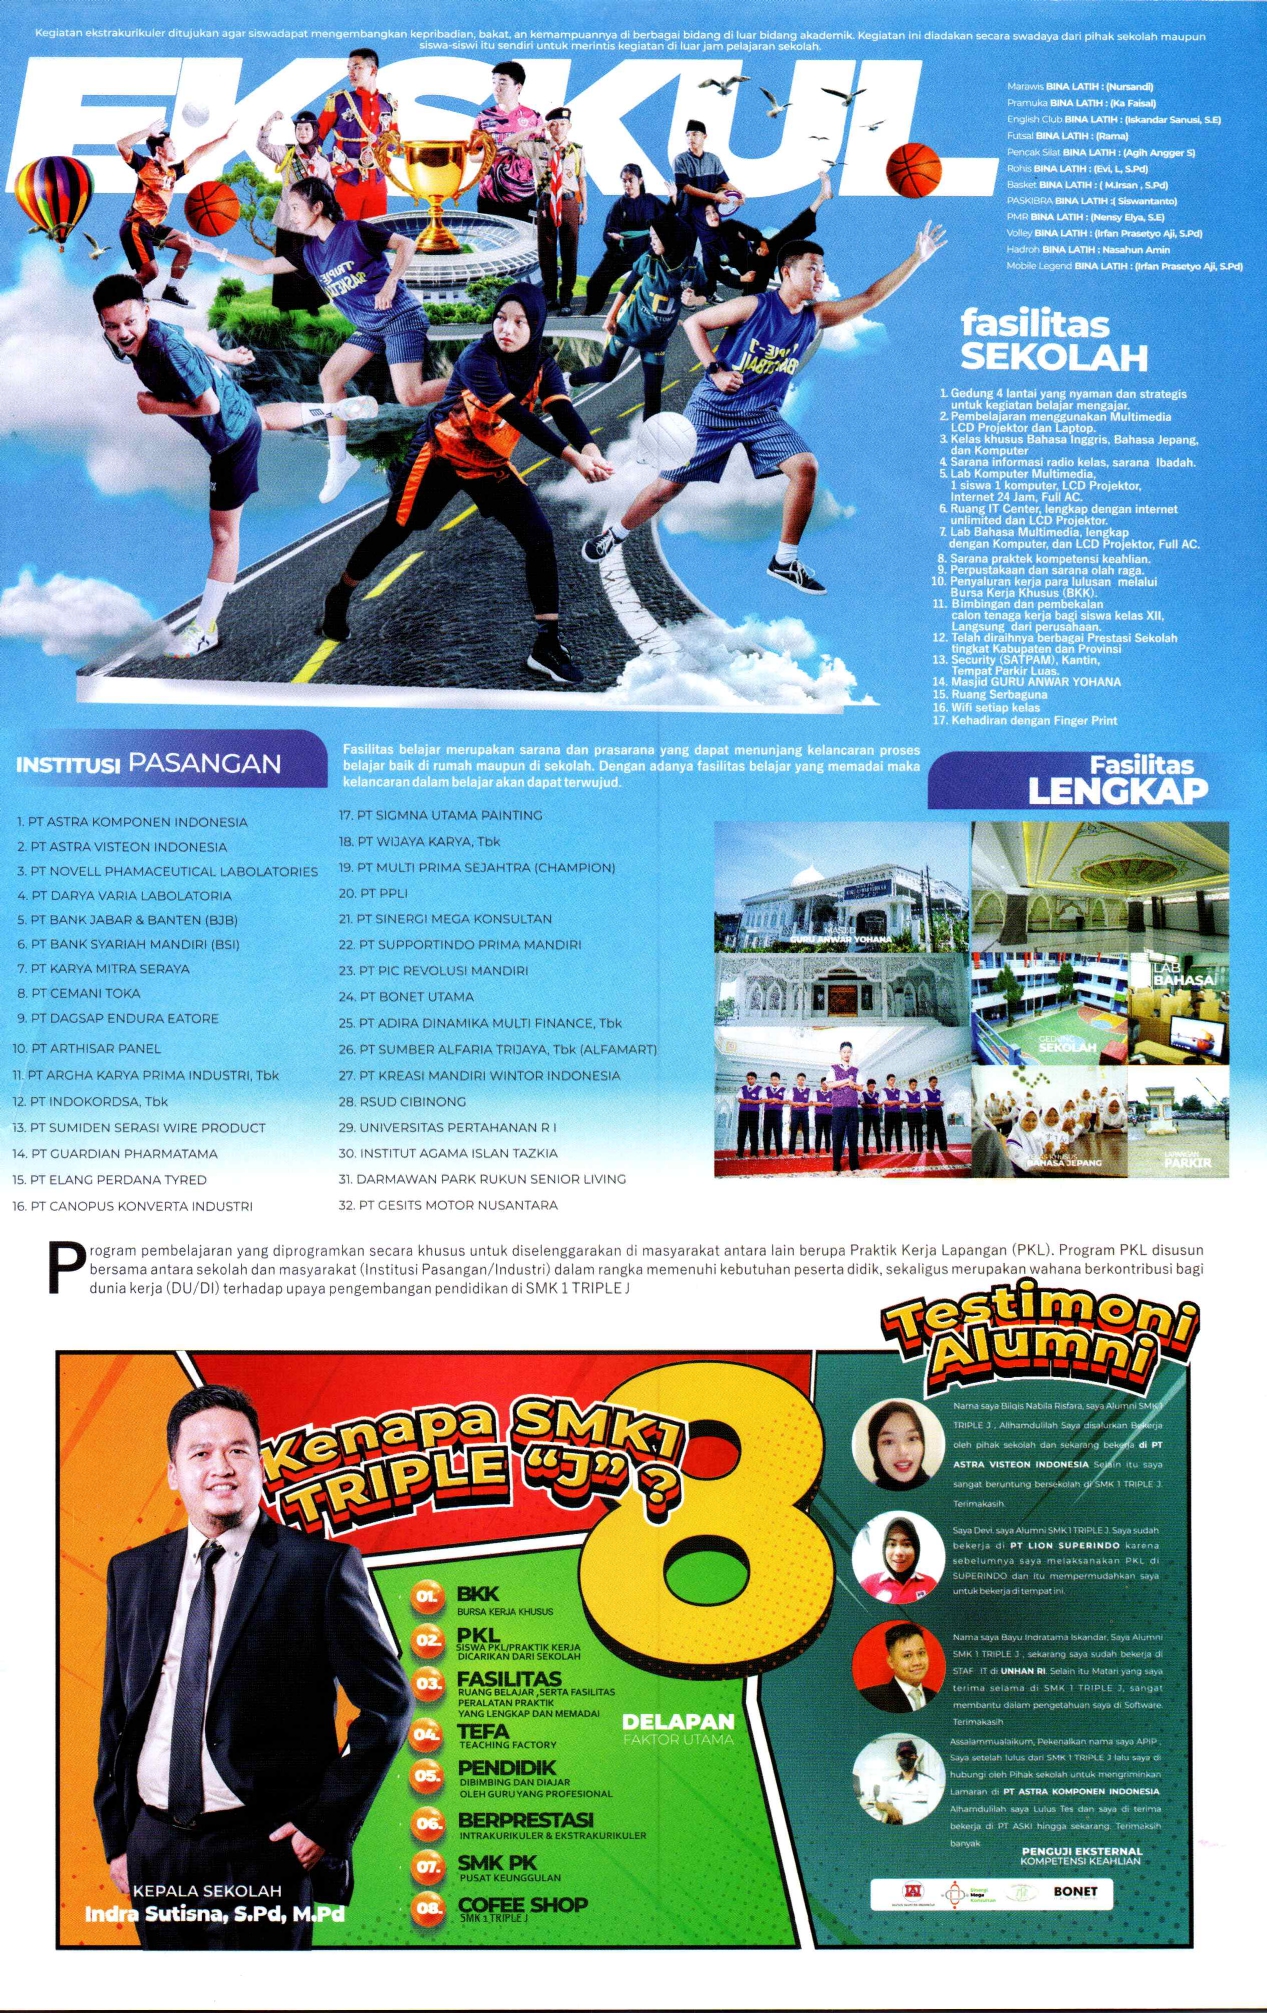 Kegiatan ekstrakurikuler ditujukan agar siswadapat mengembangkan kepribadian, bakat, an kemampuannya di berbagai bidang di luar bidang akademik. Kegiatan ini diadakan secara swadaya dari pihak sekolah maupun
siswa-siswi itu sendiri untuk merintis kegiatan di luar jam pelajaran sekolah.
EKSKUL
Marawis BINA LATIH : (Nursandi)
Pramuka BINA LATIH : (Ka Faisal)
English Club BINA LATIH : (Iskandar Sanusi, S.E)
Futsal BINA LATIH : (Rama)
Pencak Silat BINA LATIH : (Agih Angger S)
Rohis BINA LATIH : (Evi, L, S.Pd)
Basket BINA LATIH : ( M.Irsan , S.Pd)
PASKIBRA BINA LATIH :( Siswantanto)
PMR BINA LATIH : (Nensy Elya, S.E)
Volley BINA LATIH : (Irfan Prasetyo Aji, S.Pd)
Hadroh BINA LATIH : Nasahun Amin
Mobile Legend BINA LATIH : (Irfan Prasetyo Aji, S.Pd)
fasilitas
SEKOLAH
1. Gedung 4 lantai yang nyaman dan strategis
untuk kegiatan belajar mengajar.
2. Pembelajaran menggunakan Multimedia
LCD Projektor dan Laptop.
3. Kelas khusus Bahasa Inggris, Bahasa Jepang,
dan Komputer
4. Sarana informasi radio kelas, sarana Ibadah.
5. Lab Komputer Multimedia,
1 siswa 1 komputer, LCD Projektor,
Internet 24 Jam, Full AC.
6. Ruang IT Center, lengkap dengan internet
unlimited dan LCD Projektor.
7. Lab Bahasa Multimedia, lengkap
dengan Komputer, dan LCD Projektor, Full AC.
8. Sarana praktek kompetensi keahlian.
9. Perpustakaan dan sarana olah raga.
10. Penyaluran kerja para lulusan melalui
Bursa Kerja Khusus (BKK).
11. Bimbingan dan pembekalan
calon tenaga kerja bagi siswa kelas XII,
Langsung dari perusahaan.
12. Telah diraihnya berbagai Prestasi Sekolah
tingkat Kabupaten dan Provinsi
13. Security (SATPAM), Kantin,
Tempat Parkir Luas.
14. Masjid GURU ANWAR YOHANA
15. Ruang Serbaguna
16. Wifi setiap kelas
17. Kehadiran dengan Finger Print
INSTITUSI PASANGAN
Fasilitas belajar merupakan sarana dan prasarana yang dapat menunjang kelancaran proses
belajar baik di rumah maupun di sekolah. Dengan adanya fasilitas belajar yang memadai maka
kelancaran dalam belajar akan dapat terwujud.
Fasilitas
LENGKAP
1. PT ASTRA KOMPONEN INDONESIA
2. PT ASTRA VISTEON INDONESIA
3. PT NOVELL PHAMACEUTICAL LABOLATORIES
4. PT DARYA VARIA LABOLATORIA
5. PT BANK JABAR & BANTEN (BJB)
6. PT BANK SYARIAH MANDIRI (BSI)
7. PT KARYA MITRA SERAYA
8. PT CEMANI TOKA
9. PT DAGSAP ENDURA EATORE
10. PT ARTHISAR PANEL
11. PT ARGHA KARYA PRIMA INDUSTRI, Tbk
12. PT INDOKORDSA, Tbk
13. PT SUMIDEN SERASI WIRE PRODUCT
14. PT GUARDIAN PHARMATAMA
15. PT ELANG PERDANA TYRED
16. PT CANOPUS KONVERTA INDUSTRI
17. PT SIGMNA UTAMA PAINTING
18. PT WIJAYA KARYA, Tbk
19. PT MULTI PRIMA SEJAHTRA (CHAMPION)
20. PT PPLI
21. PT SINERGI MEGA KONSULTAN
22. PT SUPPORTINDO PRIMA MANDIRI
23. PT PIC REVOLUSI MANDIRI
24. PT BONET UTAMA
25. PT ADIRA DINAMIKA MULTI FINANCE, Tbk
26. PT SUMBER ALFARIA TRIJAYA, Tbk (ALFAMART)
27. PT KREASI MANDIRI WINTOR INDONESIA
28. RSUD CIBINONG
29. UNIVERSITAS PERTAHANAN R I
30. INSTITUT AGAMA ISLAN TAZKIA
31. DARMAWAN PARK RUKUN SENIOR LIVING
32. PT GESITS MOTOR NUSANTARA
MASJID
GURU ANWAR YOHANA
LAB
BAHASA
GEDUNG
SEKOLAH
KELAS KHUSUS
BAHASA JEPANG
LAPANGAN
PARKIR
Program pembelajaran yang diprogramkan secara khusus untuk diselenggarakan di masyarakat antara lain berupa Praktik Kerja Lapangan (PKL). Program PKL disusun
bersama antara sekolah dan masyarakat (Institusi Pasangan/Industri) dalam rangka memenuhi kebutuhan peserta didik, sekaligus merupakan wahana berkontribusi bagi
dunia kerja (DU/DI) terhadap upaya pengembangan pendidikan di SMK 1 TRIPLE J
Kenapa SMK1
TRIPLE "J" ?
8
DELAPAN
FAKTOR UTAMA
01. BKK
BURSA KERJA KHUSUS
02. PKL
SISWA PKL/PRAKTIK KERJA
DICARIKAN DARI SEKOLAH
03. FASILITAS
RUANG BELAJAR ,SERTA FASILITAS
PERALATAN PRAKTIK
YANG LENGKAP DAN MEMADAI
04. TEFA
TEACHING FACTORY
05. PENDIDIK
DIBIMBING DAN DIAJAR
OLEH GURU YANG PROFESIONAL
06. BERPRESTASI
INTRAKURIKULER & EKSTRAKURIKULER
07. SMK PK
PUSAT KEUNGGULAN
08. COFEE SHOP
SMK 1 TRIPLE J
KEPALA SEKOLAH
Indra Sutisna, S.Pd, M.Pd
Testimoni
Alumni
Nama saya Bilqis Nabila Risfara, saya Alumni SMK 1
TRIPLE J , Alihamdulilah Saya disalurkan Bekerja
oleh pihak sekolah dan sekarang bekerja di PT
ASTRA VISTEON INDONESIA Selain itu saya
sangat beruntung bersekolah di SMK 1 TRIPLE J.
Terimakasih.
Saya Devi, saya Alumni SMK 1 TRIPLE J. Saya sudah
bekerja di PT LION SUPERINDO karena
sebelumnya saya melaksanakan PKL di
SUPERINDO dan itu mempermudahkan saya
untuk bekerja di tempat ini.
Nama saya Bayu Indratama Iskandar, Saya Alumni
SMK 1 TRIPLE J , sekarang saya sudah bekerja di
STAF IT di UNHAN RI. Selain itu Matari yang saya
terima selama di SMK 1 TRIPLE J, sangat
membantu dalam pengetahuan saya di Software.
Terimakasih
Assalammualaikum, Pekenalkan nama saya APIP .
Saya setelah lulus dari SMK 1 TRIPLE J lalu saya di
hubungi oleh Pihak sekolah untuk mengriminkan
Lamaran di PT ASTRA KOMPONEN INDONESIA
Alhamdulilah saya Lulus Tes dan saya di terima
bekerja di PT ASKI hingga sekarang. Terimaksih
banyak
PENGUJI EKSTERNAL
KOMPETENSI KEAHLIAN
Sinergi
Mega
Konsultan
BONET